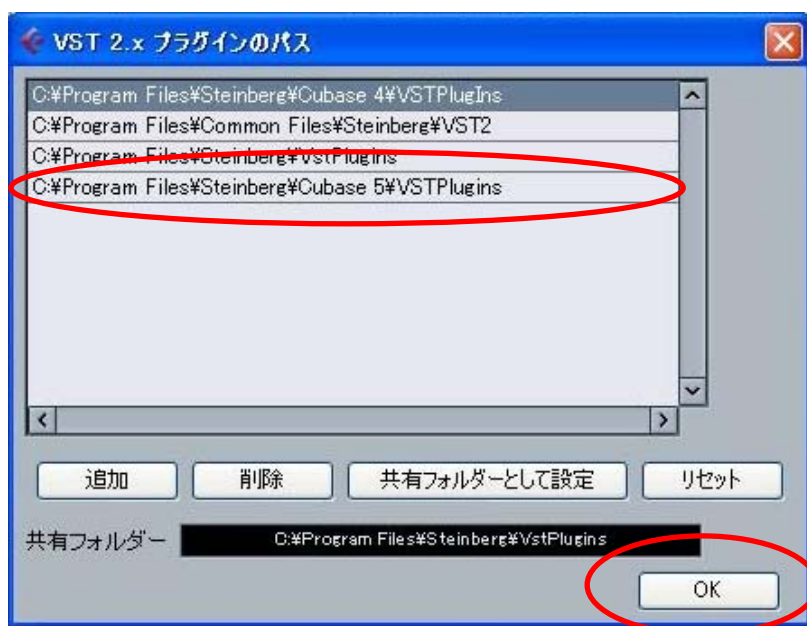 VST 2.x プラグインのパス
C:¥Program Files¥Steinberg¥Cubase 4¥VSTPlugIns
C:¥Program Files¥Common Files¥Steinberg¥VST2
C:¥Program Files¥Steinberg¥VstPlugins
C:¥Program Files¥Steinberg¥Cubase 5¥VSTPlugins
追加 削除 共有フォルダーとして設定 リセット
共有フォルダー C:¥Program Files¥Steinberg¥VstPlugins
OK